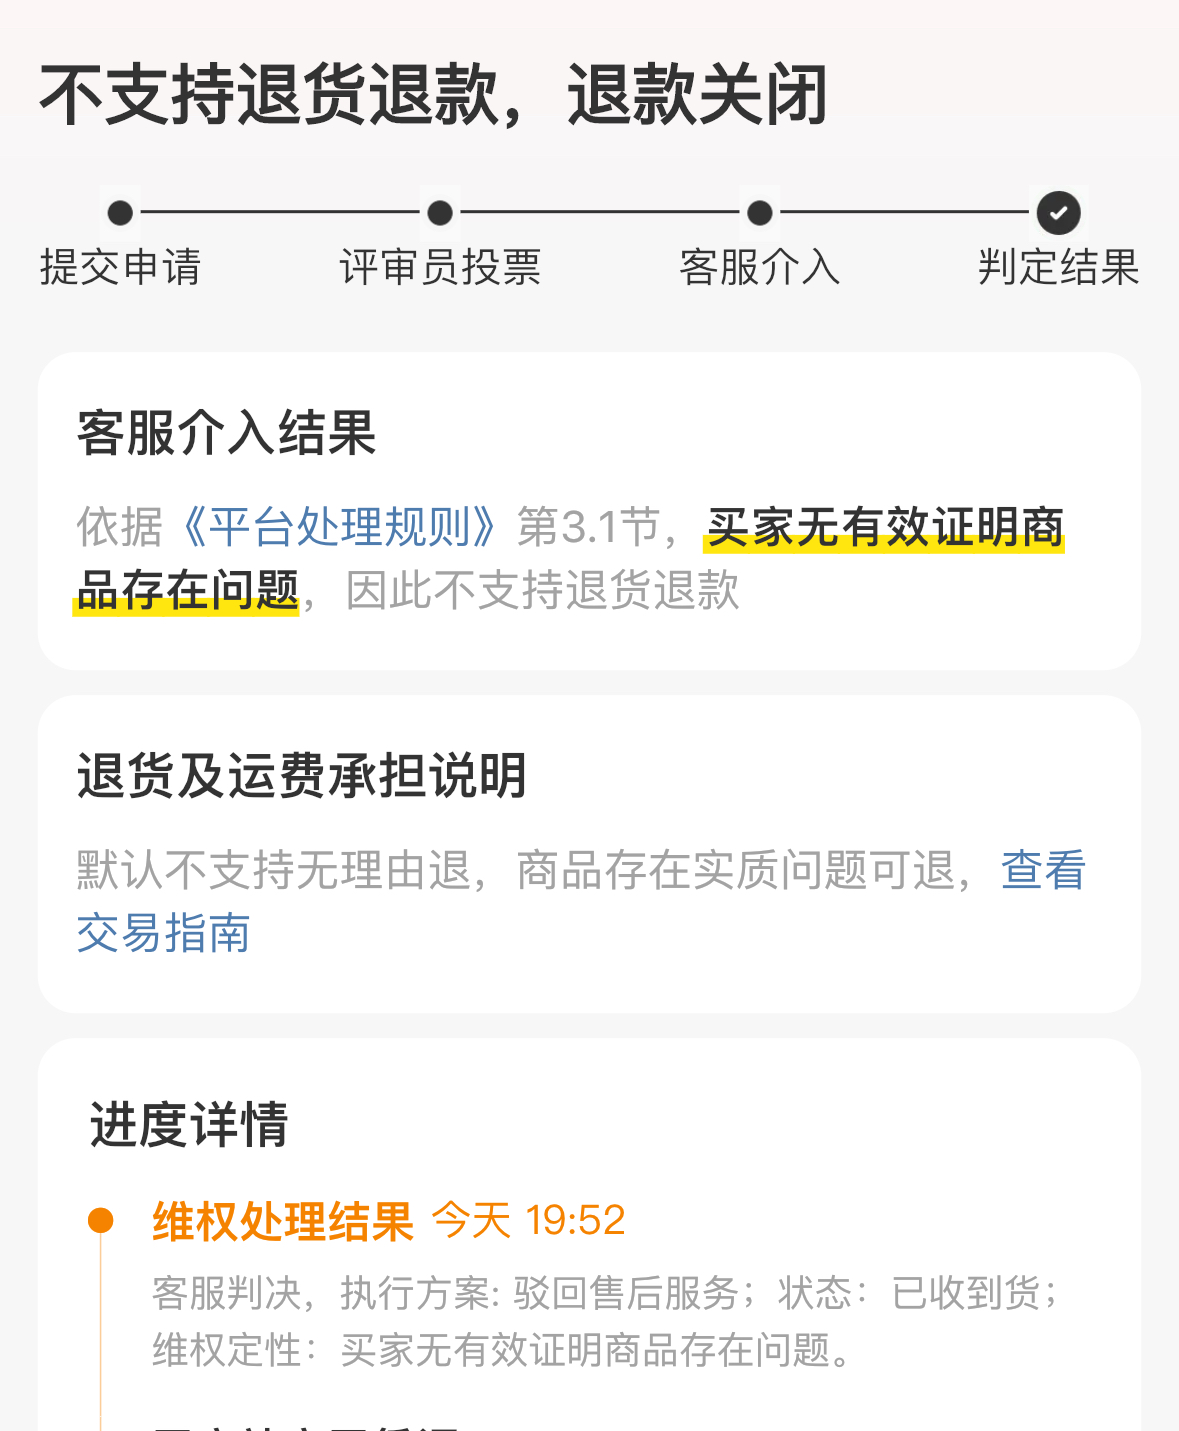 不支持退货退款，退款关闭
提交申请
评审员投票
客服介入
判定结果
客服介入结果
依据《平台处理规则》第3.1节，买家无有效证明商
品存在问题，因此不支持退货退款
退货及运费承担说明
默认不支持无理由退，商品存在实质问题可退，查看
交易指南
进度详情
维权处理结果 今天 19:52
客服判决，执行方案: 驳回售后服务；状态：已收到货；
维权定性：买家无有效证明商品存在问题。